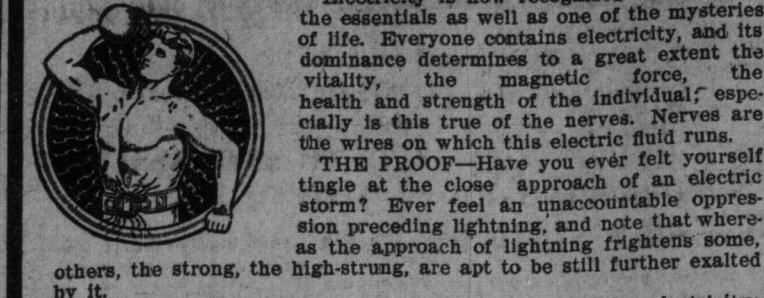 Electricity is now recognized
the essentials as well as one of the mysteries
of life. Everyone contains electricity, and its
dominance determines to a great extent the
vitality, the magnetic force, the
health and strength of the individual; espe-
cially is this true of the nerves. Nerves are
the wires on which this electric fluid runs.
THE PROOF—Have you ever felt yourself
tingle at the close approach of an electric
storm? Ever feel an unaccountable oppres-
sion preceding lightning, and note that where-
as the approach of lightning frightens some,
others, the strong, the high-strung, are apt to be still further exalted
by it.